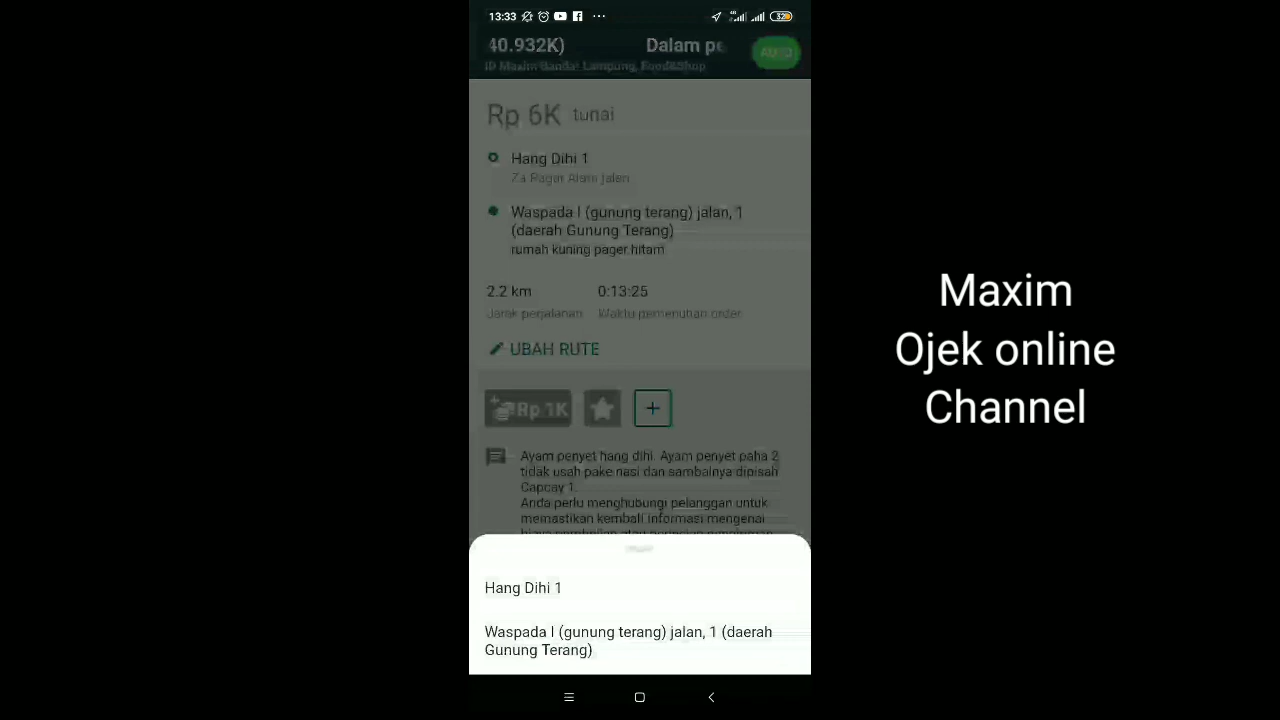 13:33
32
40.932K) Dalam pe
ID Maxim Bandar Lampung, Food&Shop
Rp 6K tunai
Hang Dihi 1
Za Pagar Alam jalan
Waspada I (gunung terang) jalan, 1
(daerah Gunung Terang)
rumah kuning pager hitam
2.2 km 0:13:25
Jarak perjalanan Waktu pemenuhan order
UBAH RUTE
+ Rp 1K
Ayam penyet hang dihi. Ayam penyet paha 2
tidak usah pake nasi dan sambalnya dipisah
Capcay 1.
Anda perlu menghubungi pelanggan untuk
memastikan kembali informasi mengenai
Hang Dihi 1
Waspada I (gunung terang) jalan, 1 (daerah
Gunung Terang)
Maxim
Ojek online
Channel